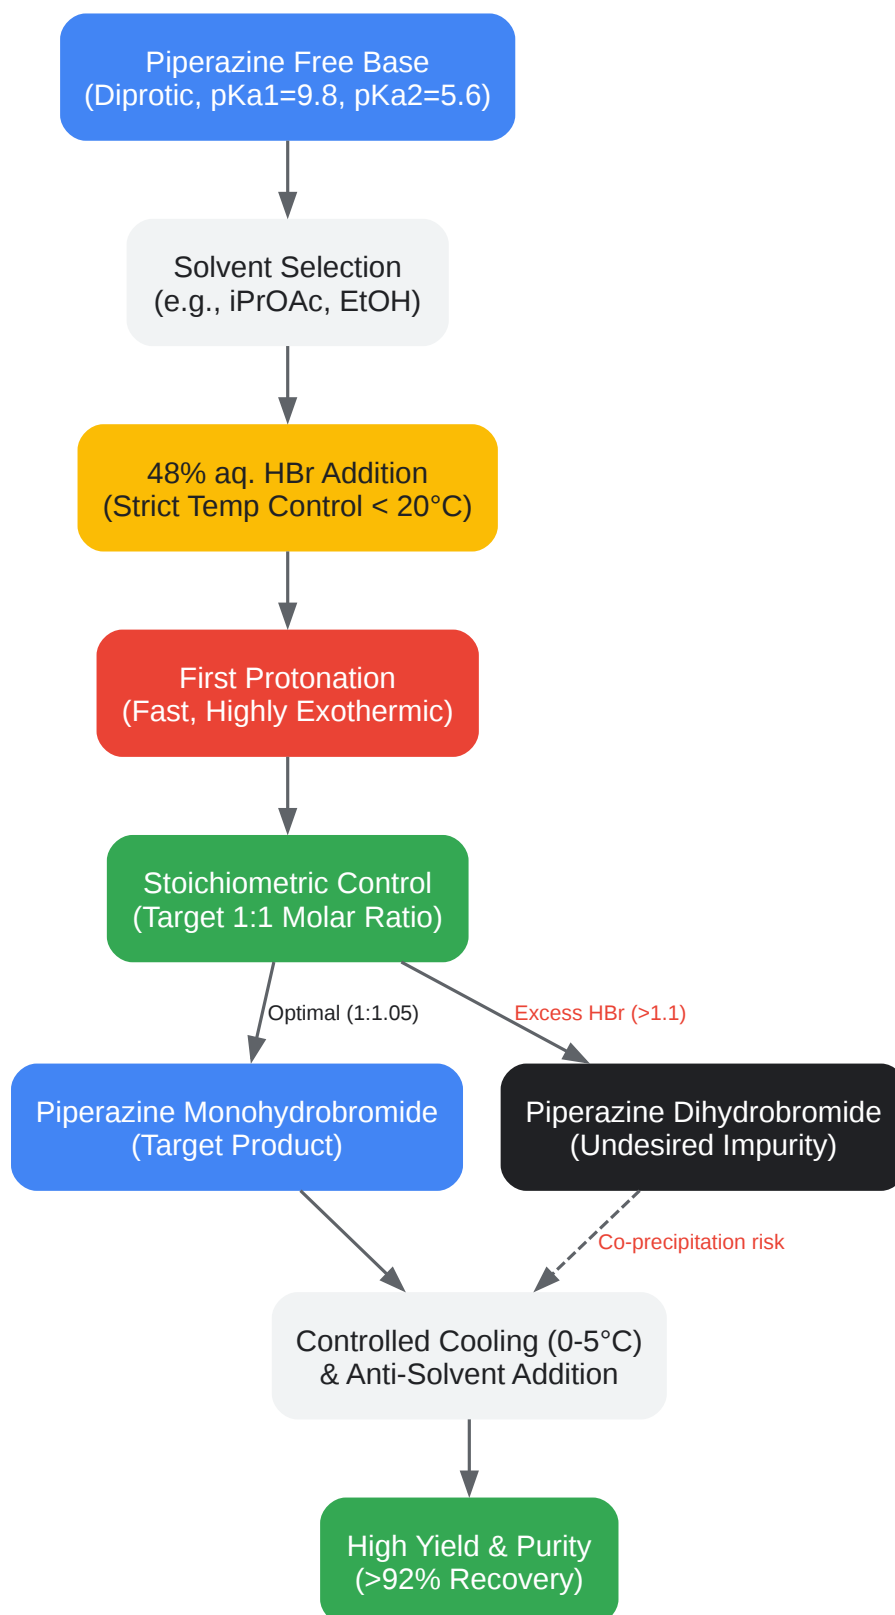 Piperazine Free Base
(Diprotic, pKa1=9.8, pKa2=5.6)
Solvent Selection
(e.g., iPrOAc, EtOH)
48% aq. HBr Addition
(Strict Temp Control < 20°C)
First Protonation
(Fast, Highly Exothermic)
Stoichiometric Control
(Target 1:1 Molar Ratio)
Optimal (1:1.05)
Excess HBr (>1.1)
Piperazine Monohydrobromide
(Target Product)
Piperazine Dihydrobromide
(Undesired Impurity)
Co-precipitation risk
Controlled Cooling (0-5°C)
& Anti-Solvent Addition
High Yield & Purity
(>92% Recovery)